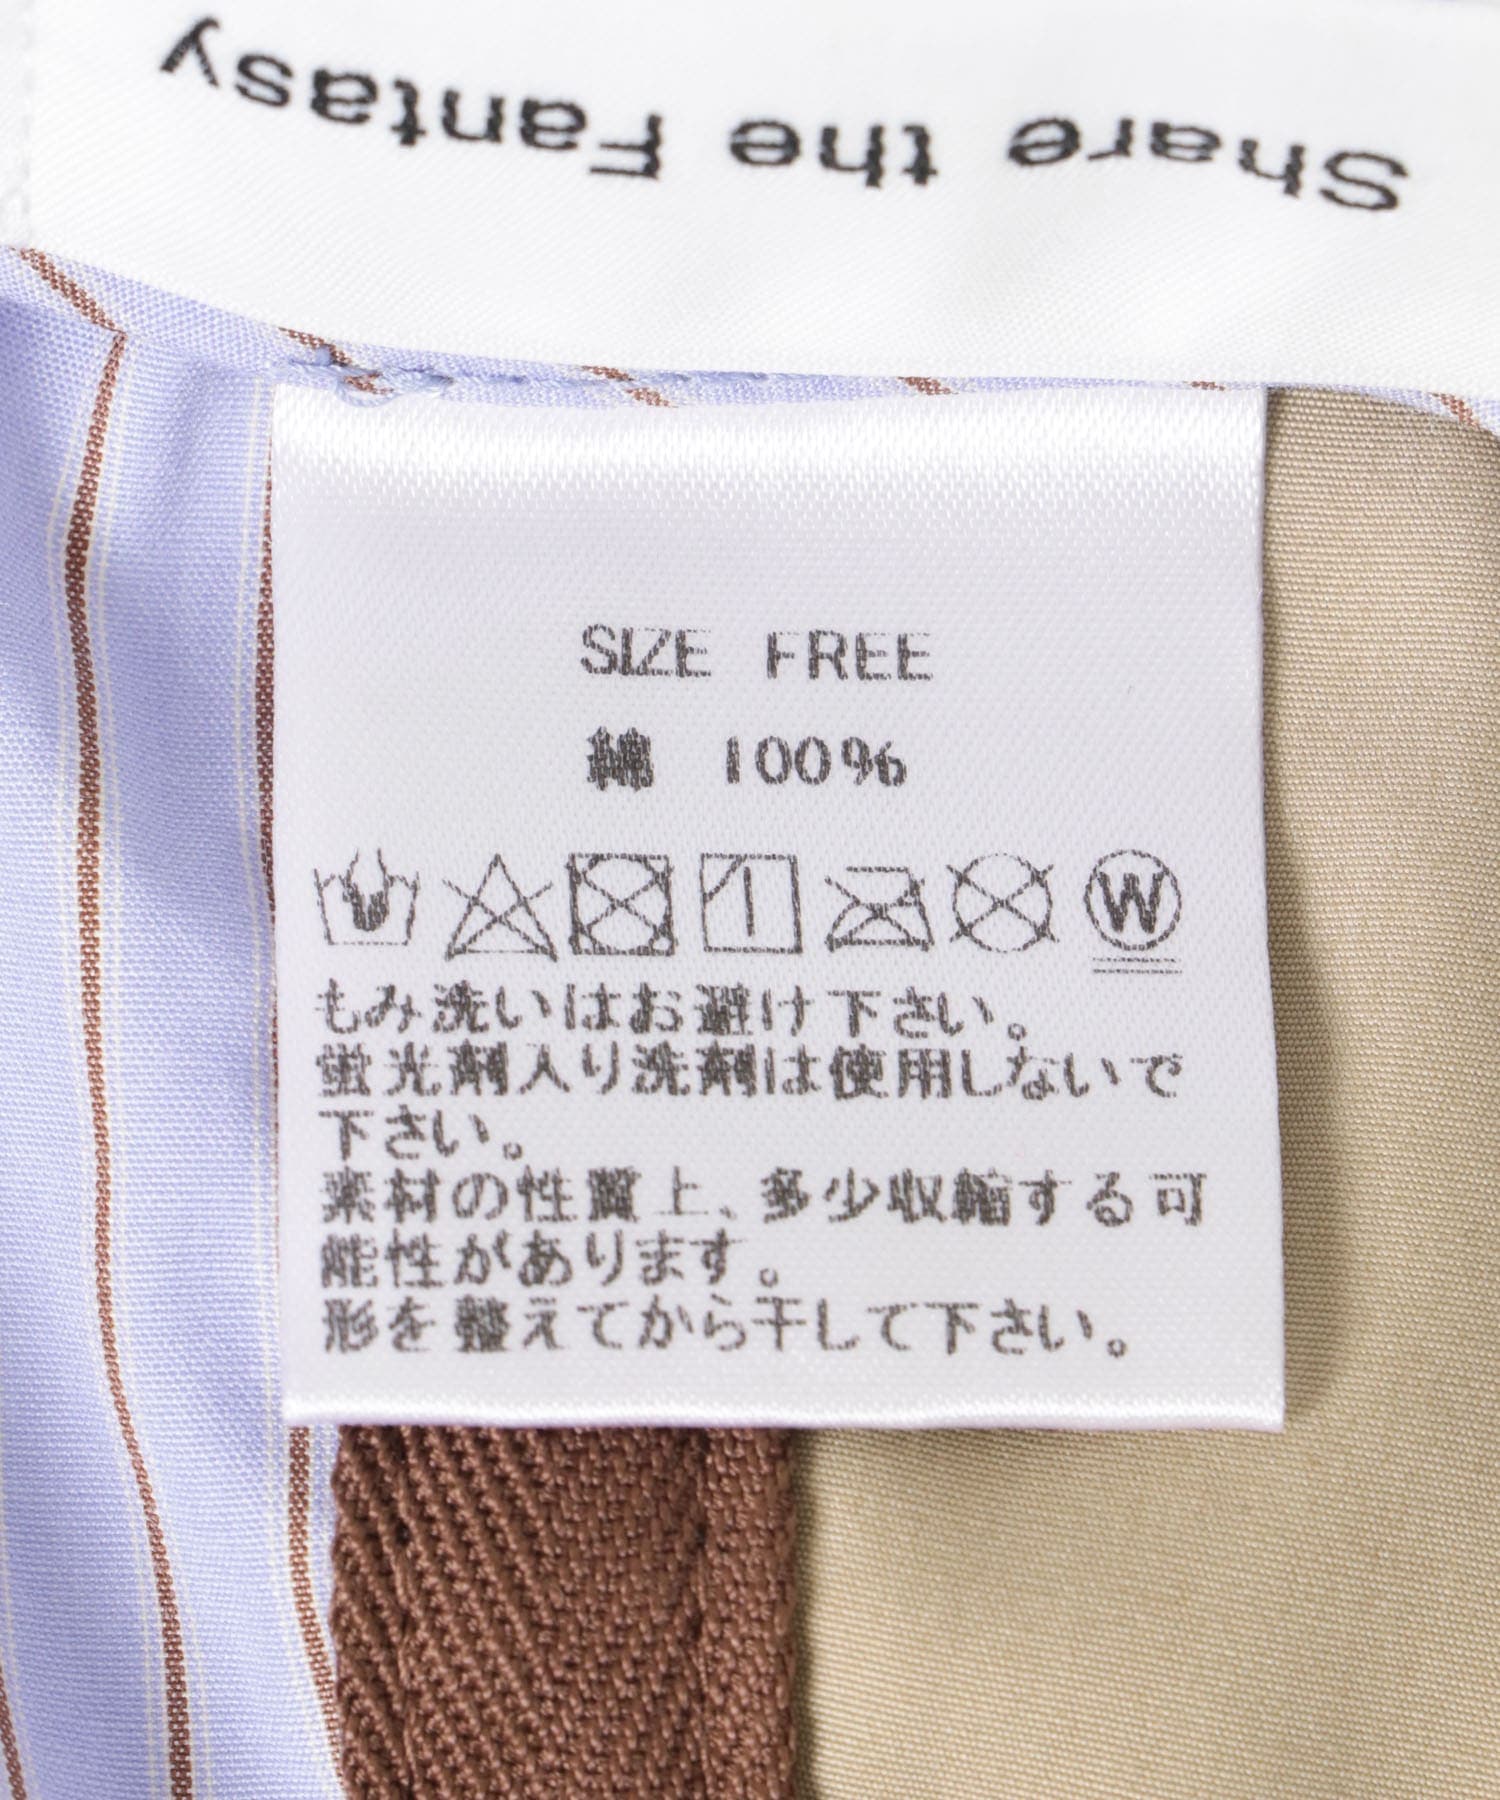 Share the Fantasy
SIZE FREE
綿 100%
W
もみ洗いはお避け下さい。
蛍光剤入り洗剤は使用しないで
下さい。
素材の性質上、多少収縮する可
能性があります。
形を整えてから干して下さい。